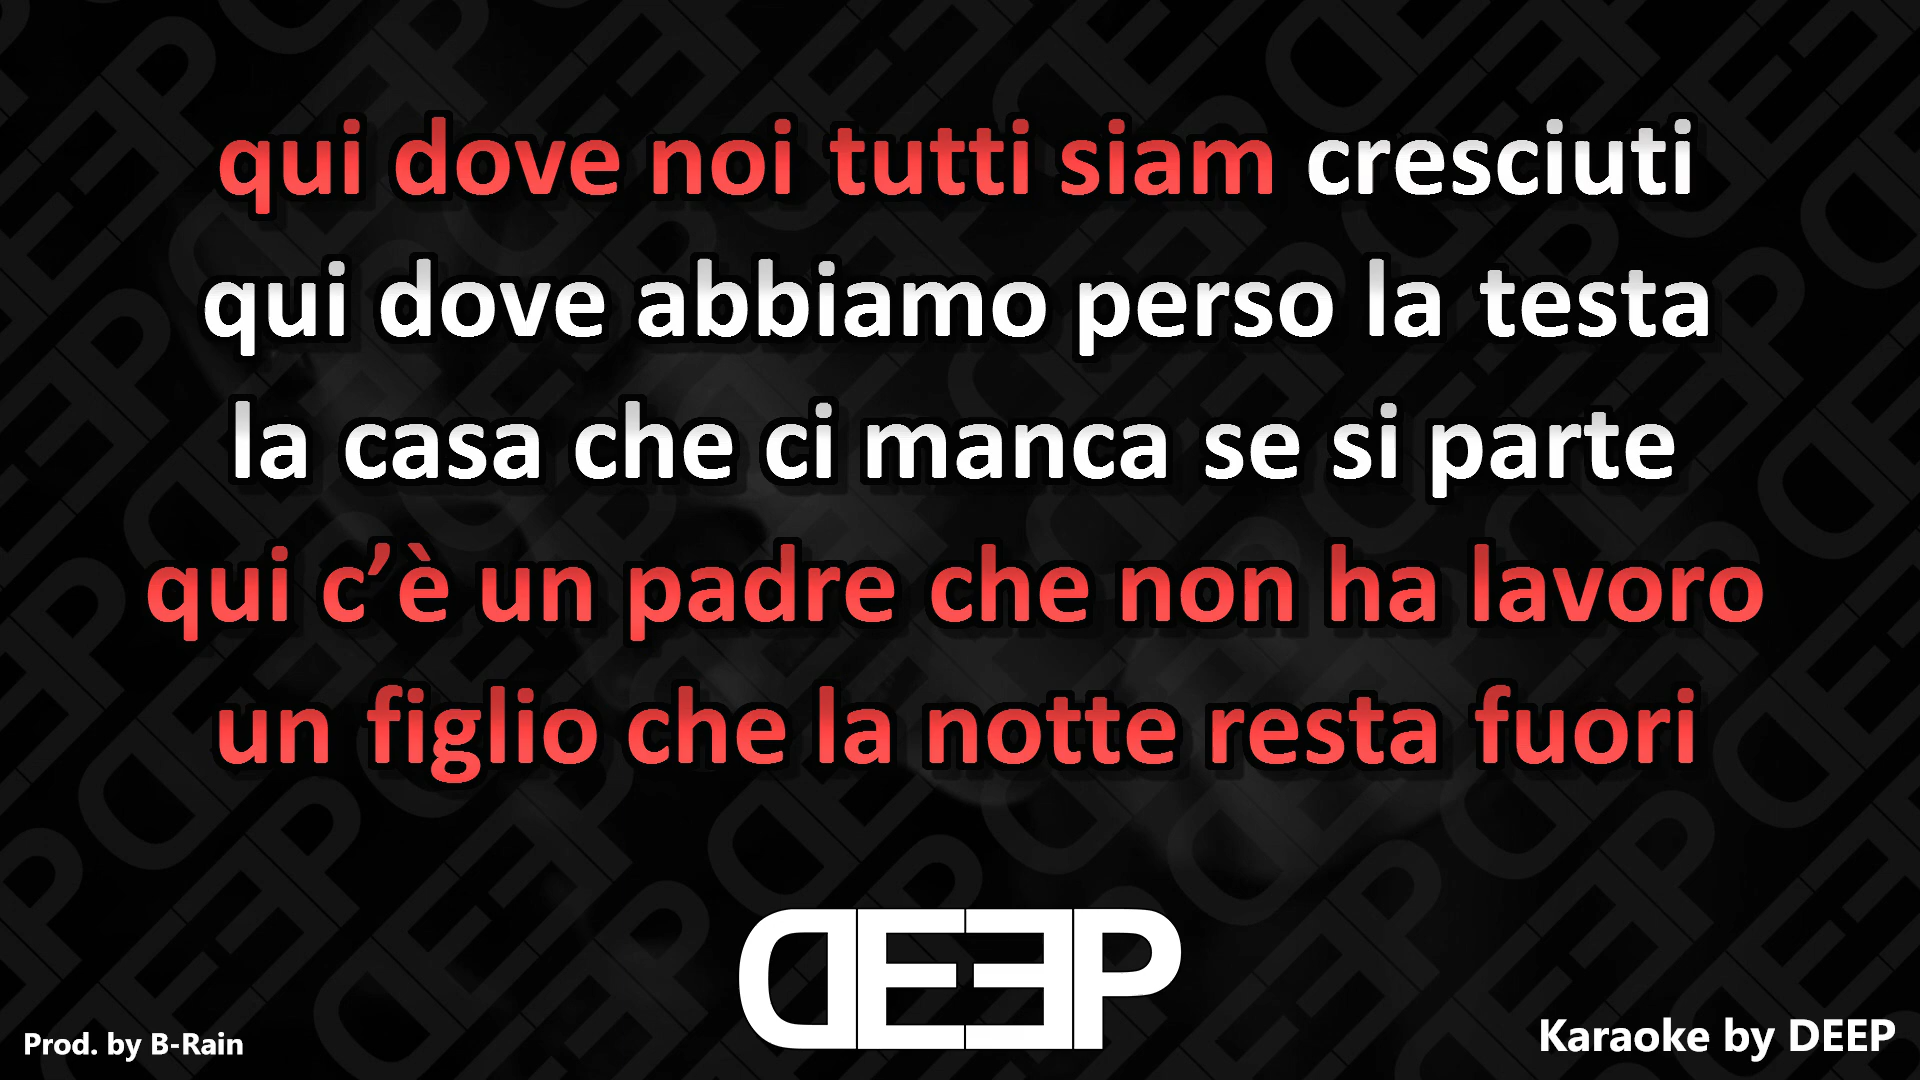 qui dove noi tutti siam cresciuti
qui dove abbiamo perso la testa
la casa che ci manca se si parte
qui c’è un padre che non ha lavoro
un figlio che la notte resta fuori
DEEP
Prod. by B-Rain
Karaoke by DEEP